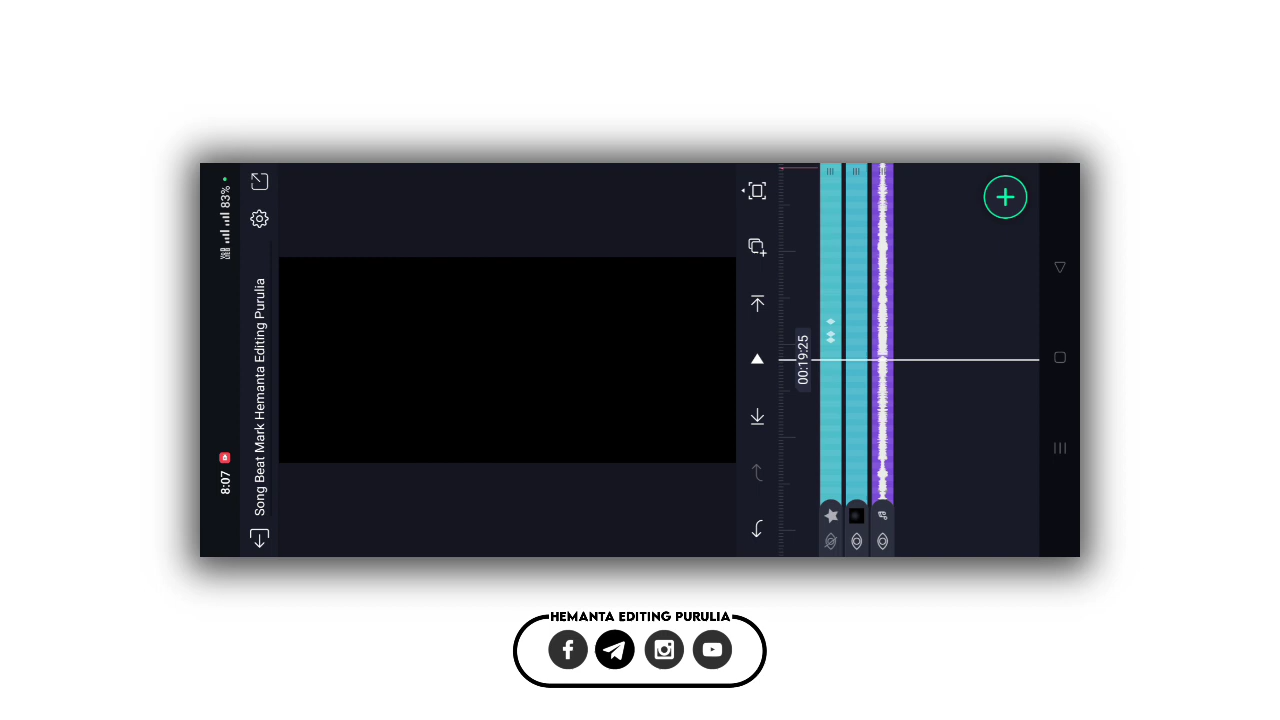 8:07
83%
Song Beat Mark Hemanta Editing Purulia
00:19:25
HEMANTA EDITING PURULIA